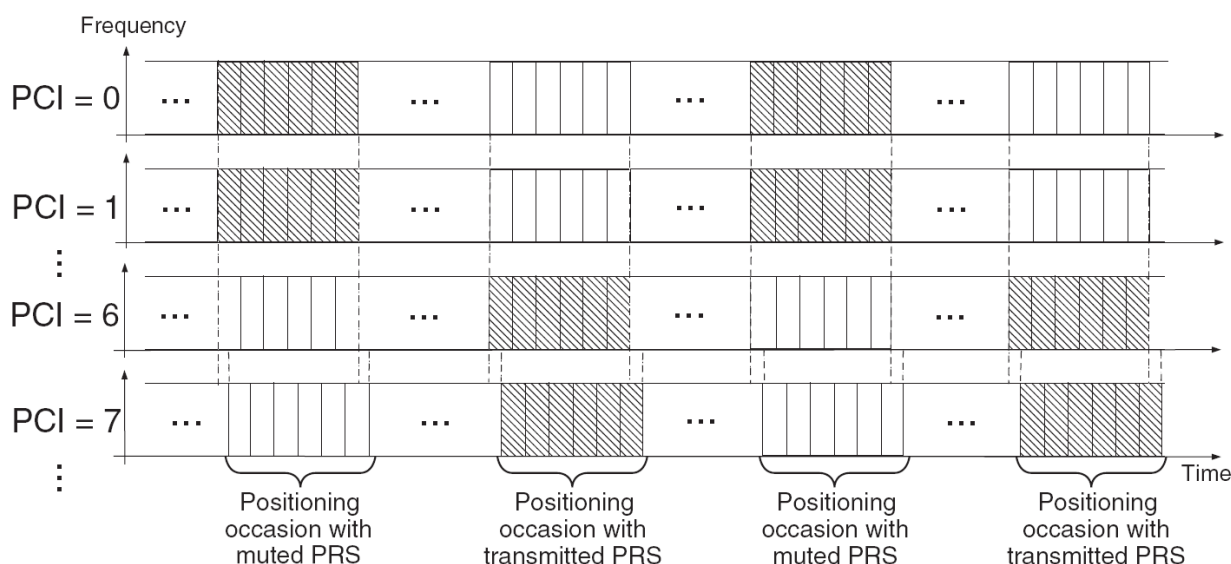 Frequency
PCI = 0
... ... ... ...
PCI = 1
... ... ... ...
⋮
PCI = 6
... ... ... ...
PCI = 7
... ... ... ...
⋮
Time
Positioning
occasion with
muted PRS
Positioning
occasion with
transmitted PRS
Positioning
occasion with
muted PRS
Positioning
occasion with
transmitted PRS